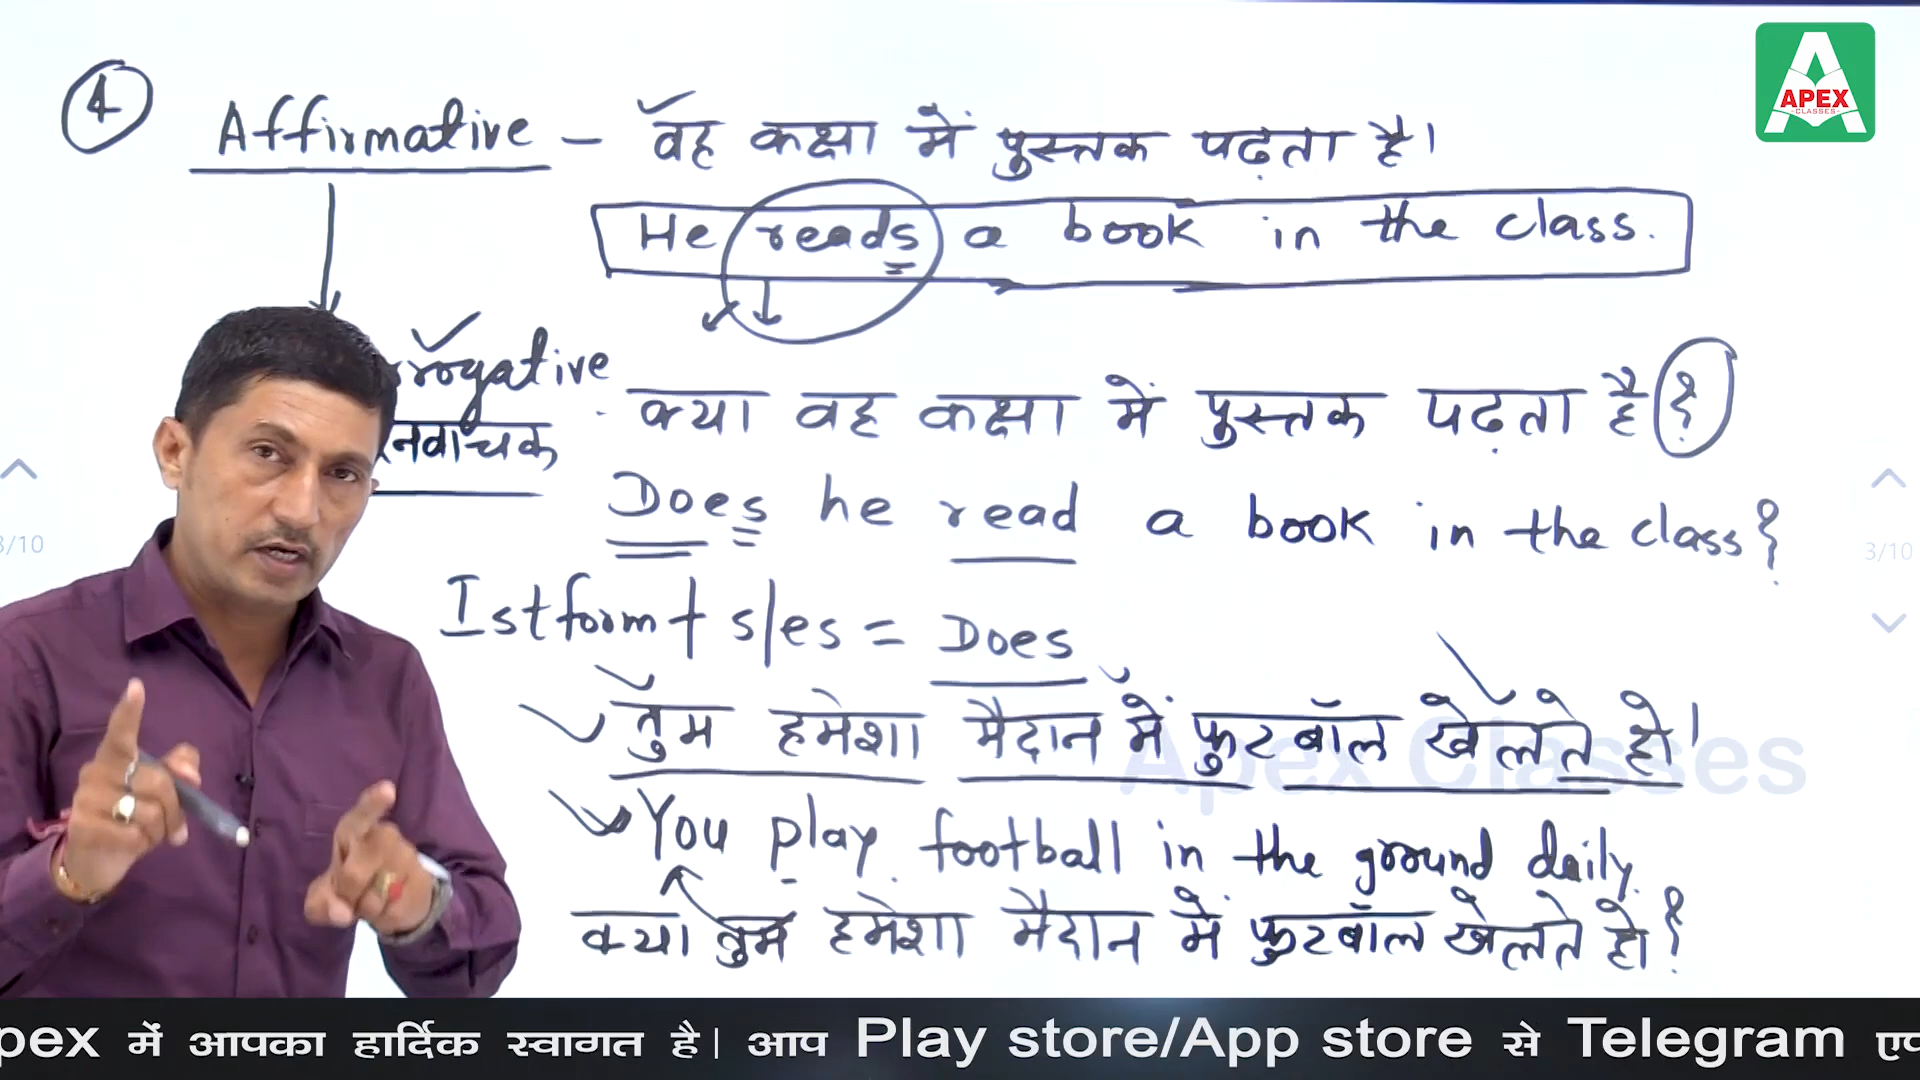 4 Affirmative – वह कक्षा में पुस्तक पढ़ता है।
APEX
CLASSES
He reads a book in the class.
rrogative - क्या वह कक्षा में पुस्तक पढ़ता है?
नवाचक
Does he read a book in the class?
3/10 3/10
Ist form + s/es = Does
तुम हमेशा मैदान में फुटबॉल खेलते हो।
Apex Classes
You play football in the ground daily.
क्या तुम हमेशा मैदान में फुटबॉल खेलते हो?
pex में आपका हार्दिक स्वागत है। आप Play store/App store से Telegram एप